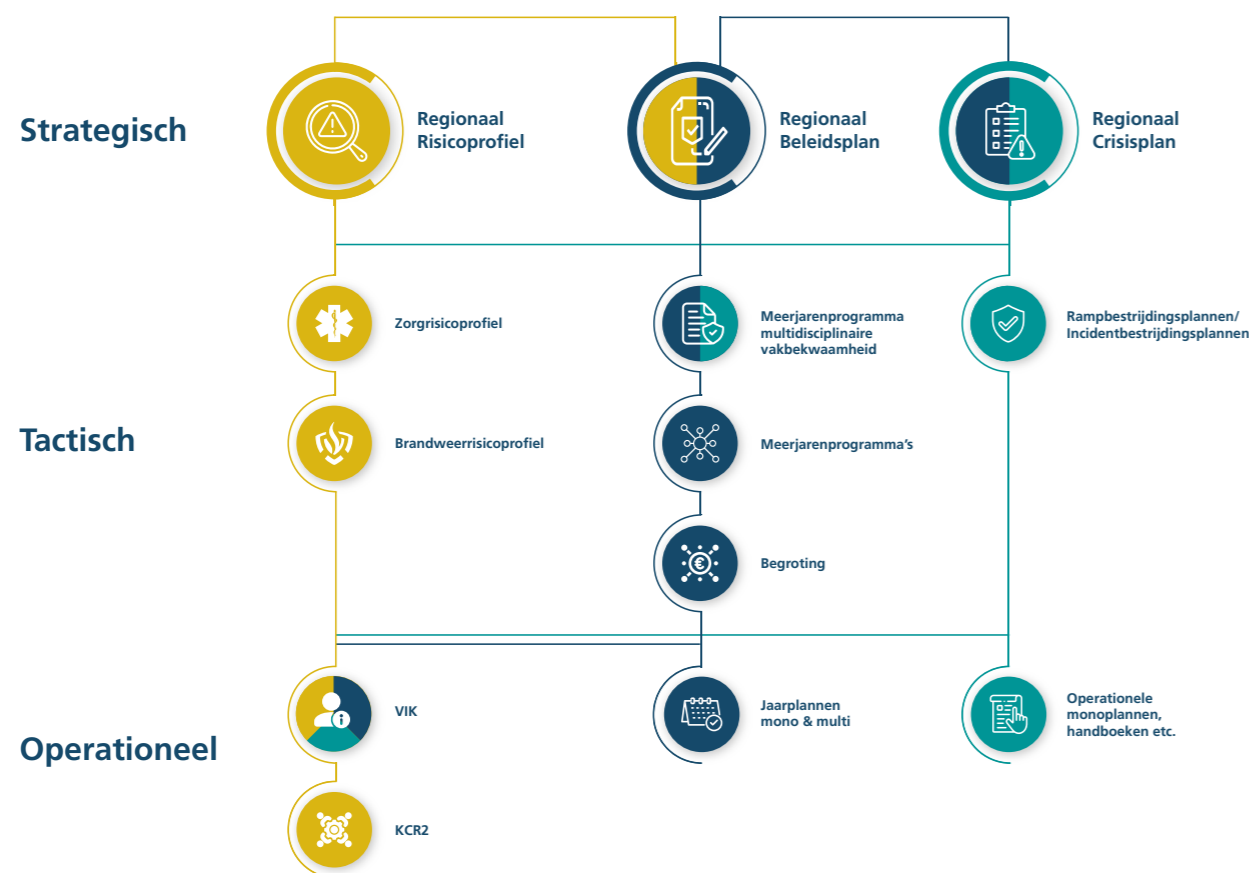 Strategisch
Regionaal
Risicoprofiel
Regionaal
Beleidsplan
Regionaal
Crisisplan
Tactisch
Zorgrisicoprofiel
Meerjarenprogramma
multidisciplinaire
vakbekwaamheid
Rampbestrijdingsplannen/
Incidentbestrijdingsplannen
Brandweerrisicoprofiel
Meerjarenprogramma's
€
Begroting
Operationeel
VIK
Jaarplannen
mono & multi
Operationele
monoplannen,
handboeken etc.
KCR2